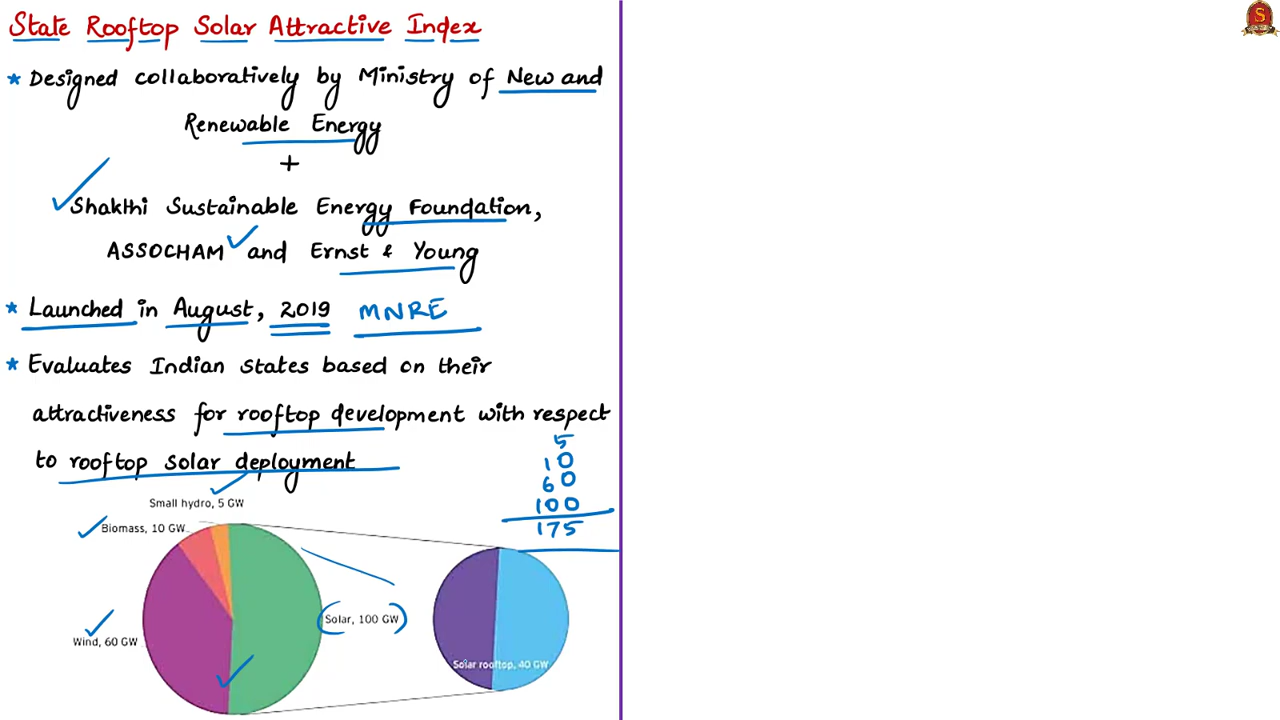 State Rooftop Solar Attractive Index
* Designed collaboratively by Ministry of New and
Renewable Energy
+
Shakthi Sustainable Energy Foundation,
ASSOCHAM and Ernst & Young
* Launched in August, 2019 MNRE
* Evaluates Indian States based on their
attractiveness for rooftop development with respect
to rooftop solar deployment
5
10
60
100
175
Small hydro, 5 GW
Biomass, 10 GW
Solar, 100 GW
Wind, 60 GW
Solar rooftop, 40 GW
S